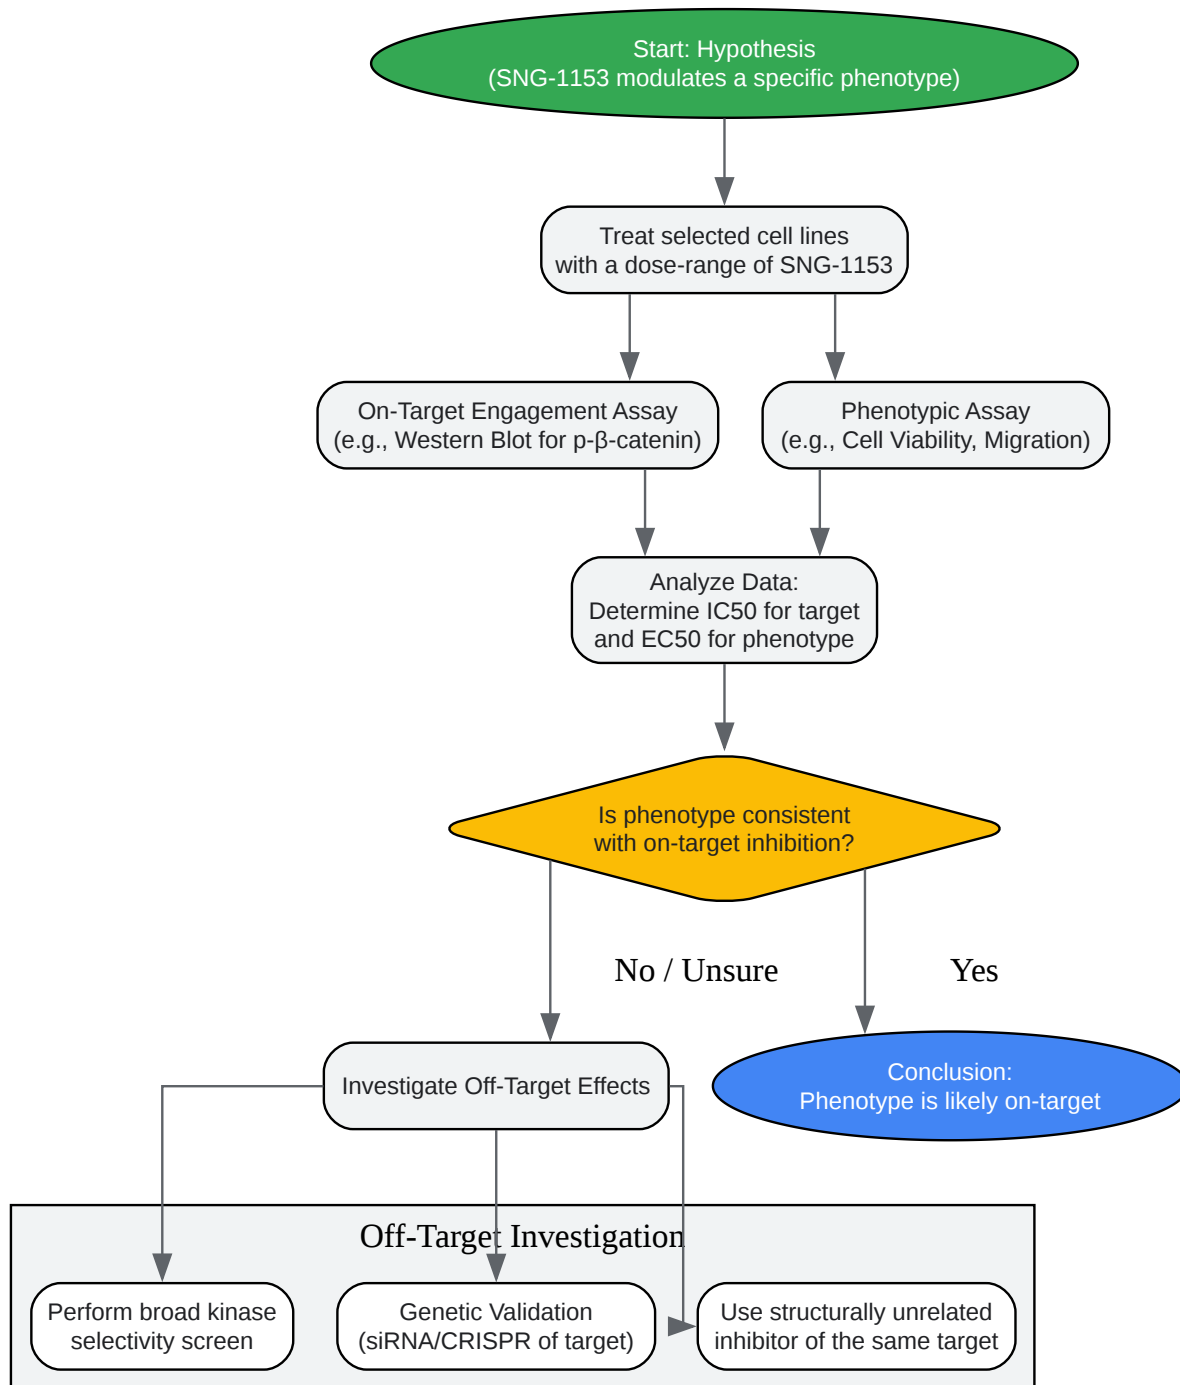 Start: Hypothesis
(SNG-1153 modulates a specific phenotype)
Treat selected cell lines
with a dose-range of SNG-1153
On-Target Engagement Assay
(e.g., Western Blot for p-β-catenin)
Phenotypic Assay
(e.g., Cell Viability, Migration)
Analyze Data:
Determine IC50 for target
and EC50 for phenotype
Is phenotype consistent
with on-target inhibition?
No / Unsure
Yes
Investigate Off-Target Effects
Conclusion:
Phenotype is likely on-target
Off-Target Investigation
Perform broad kinase
selectivity screen
Genetic Validation
(siRNA/CRISPR of target)
Use structurally unrelated
inhibitor of the same target